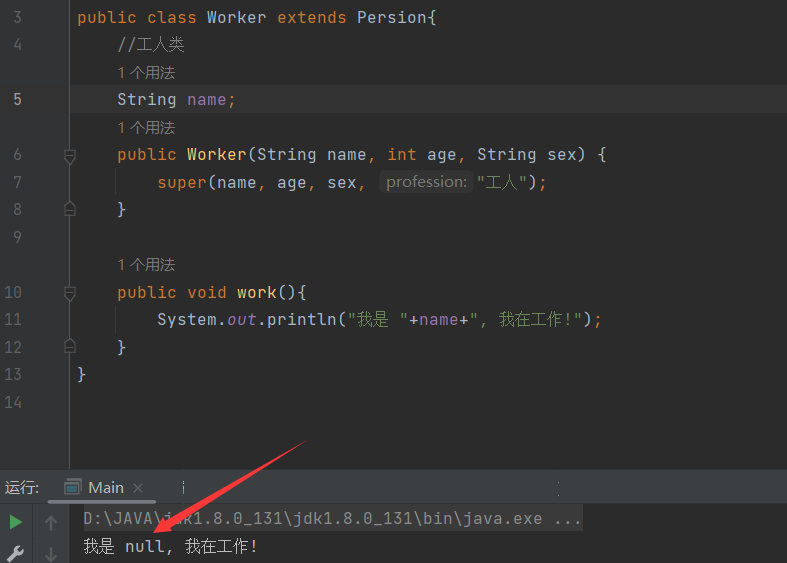 3 public class Worker extends Persion{
4 //工人类
1 个用法
5 String name;
1 个用法
6 public Worker(String name, int age, String sex) {
7 super(name, age, sex, profession: "工人");
8 }
9
1 个用法
10 public void work(){
11 System.out.println("我是 "+name+", 我在工作!");
12 }
13 }
14
运行: Main
D:\JAVA\jdk1.8.0_131\jdk1.8.0_131\bin\java.exe ...
我是 null, 我在工作!